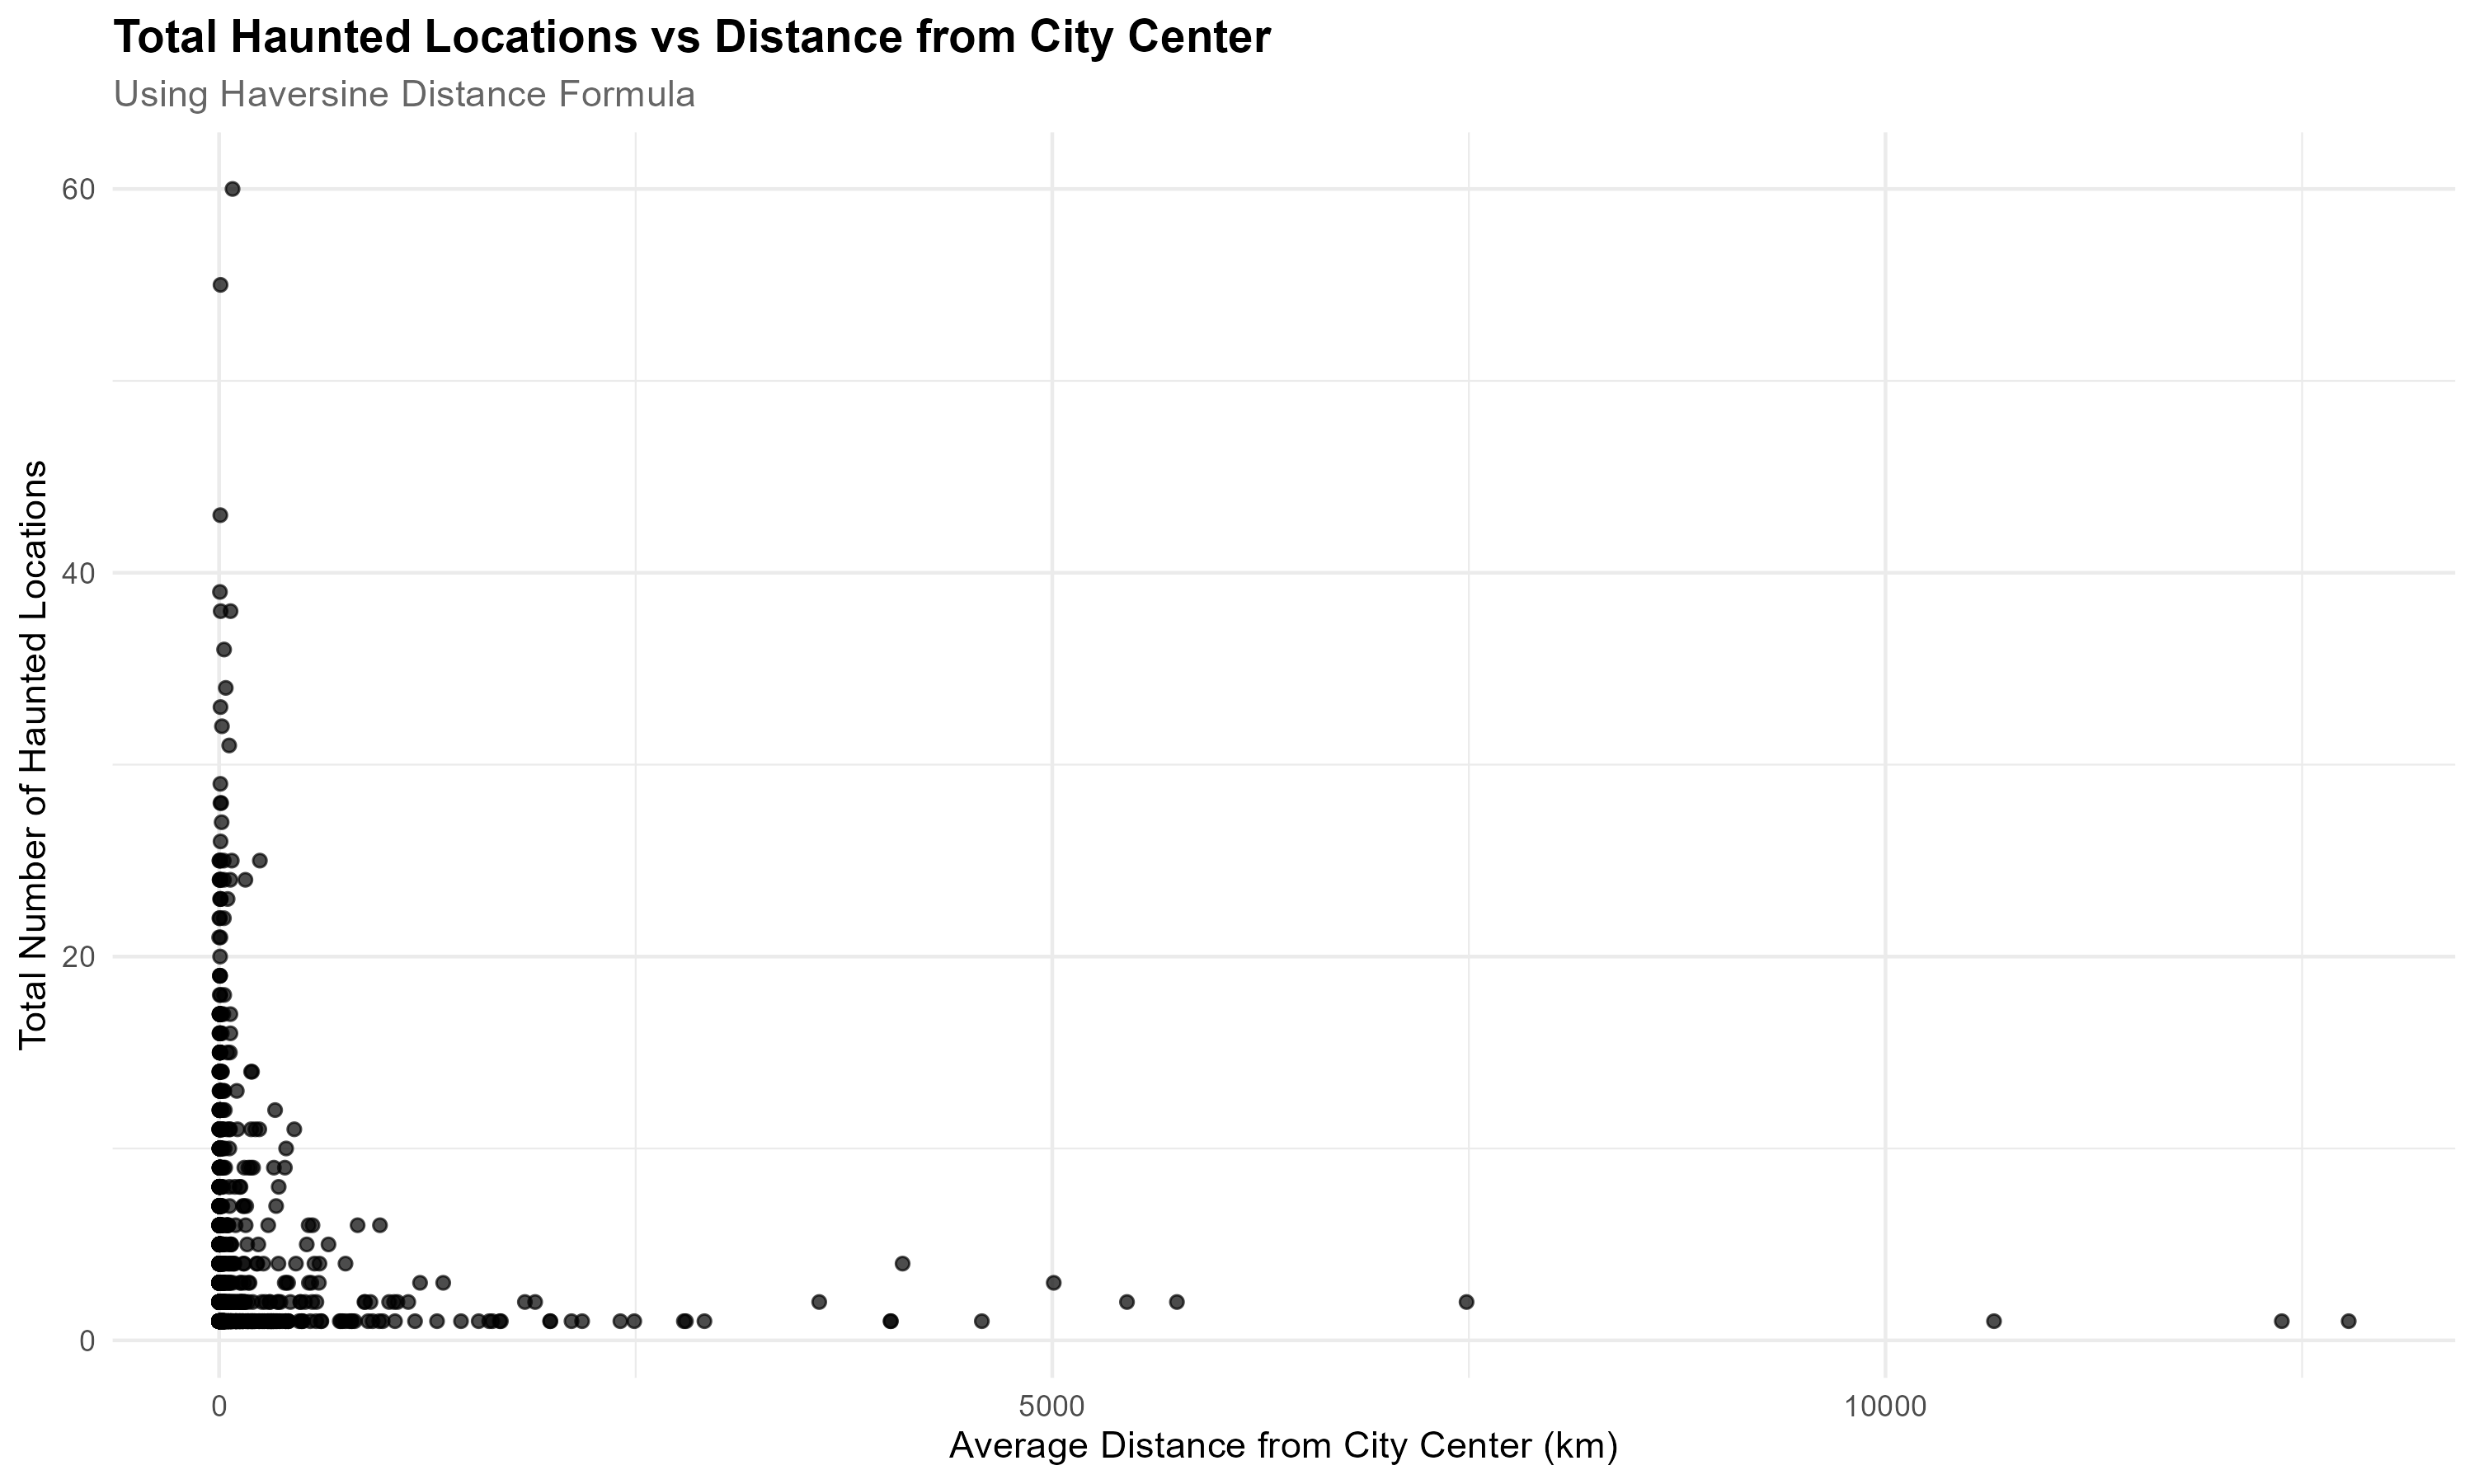 Total Haunted Locations vs Distance from City Center
Using Haversine Distance Formula
Total Number of Haunted Locations
60
40
20
0
0
5000
10000
Average Distance from City Center (km)